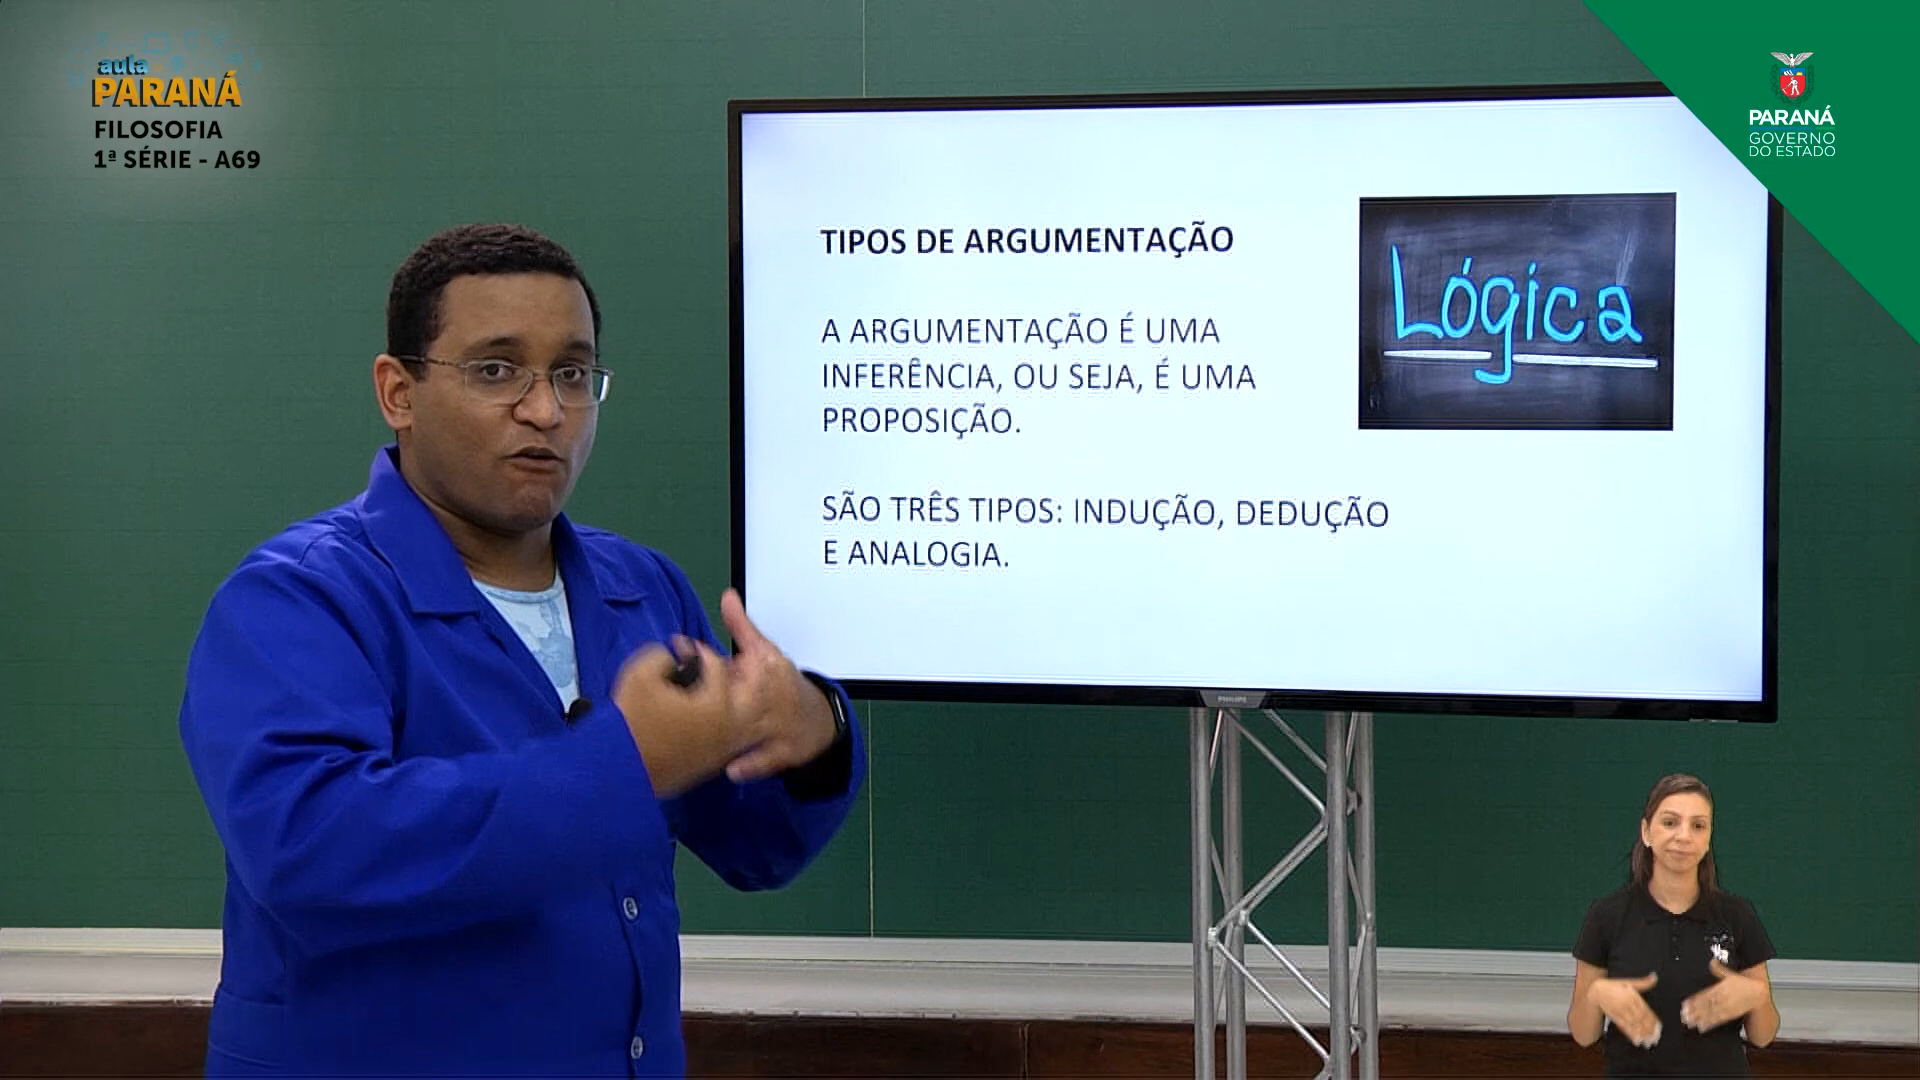 aula
PARANÁ
FILOSOFIA
1ª SÉRIE - A69
PARANÁ
GOVERNO
DO ESTADO
TIPOS DE ARGUMENTAÇÃO
Lógica
A ARGUMENTAÇÃO É UMA
INFERÊNCIA, OU SEJA, É UMA
PROPOSIÇÃO.
SÃO TRÊS TIPOS: INDUÇÃO, DEDUÇÃO
E ANALOGIA.
PHILIPS